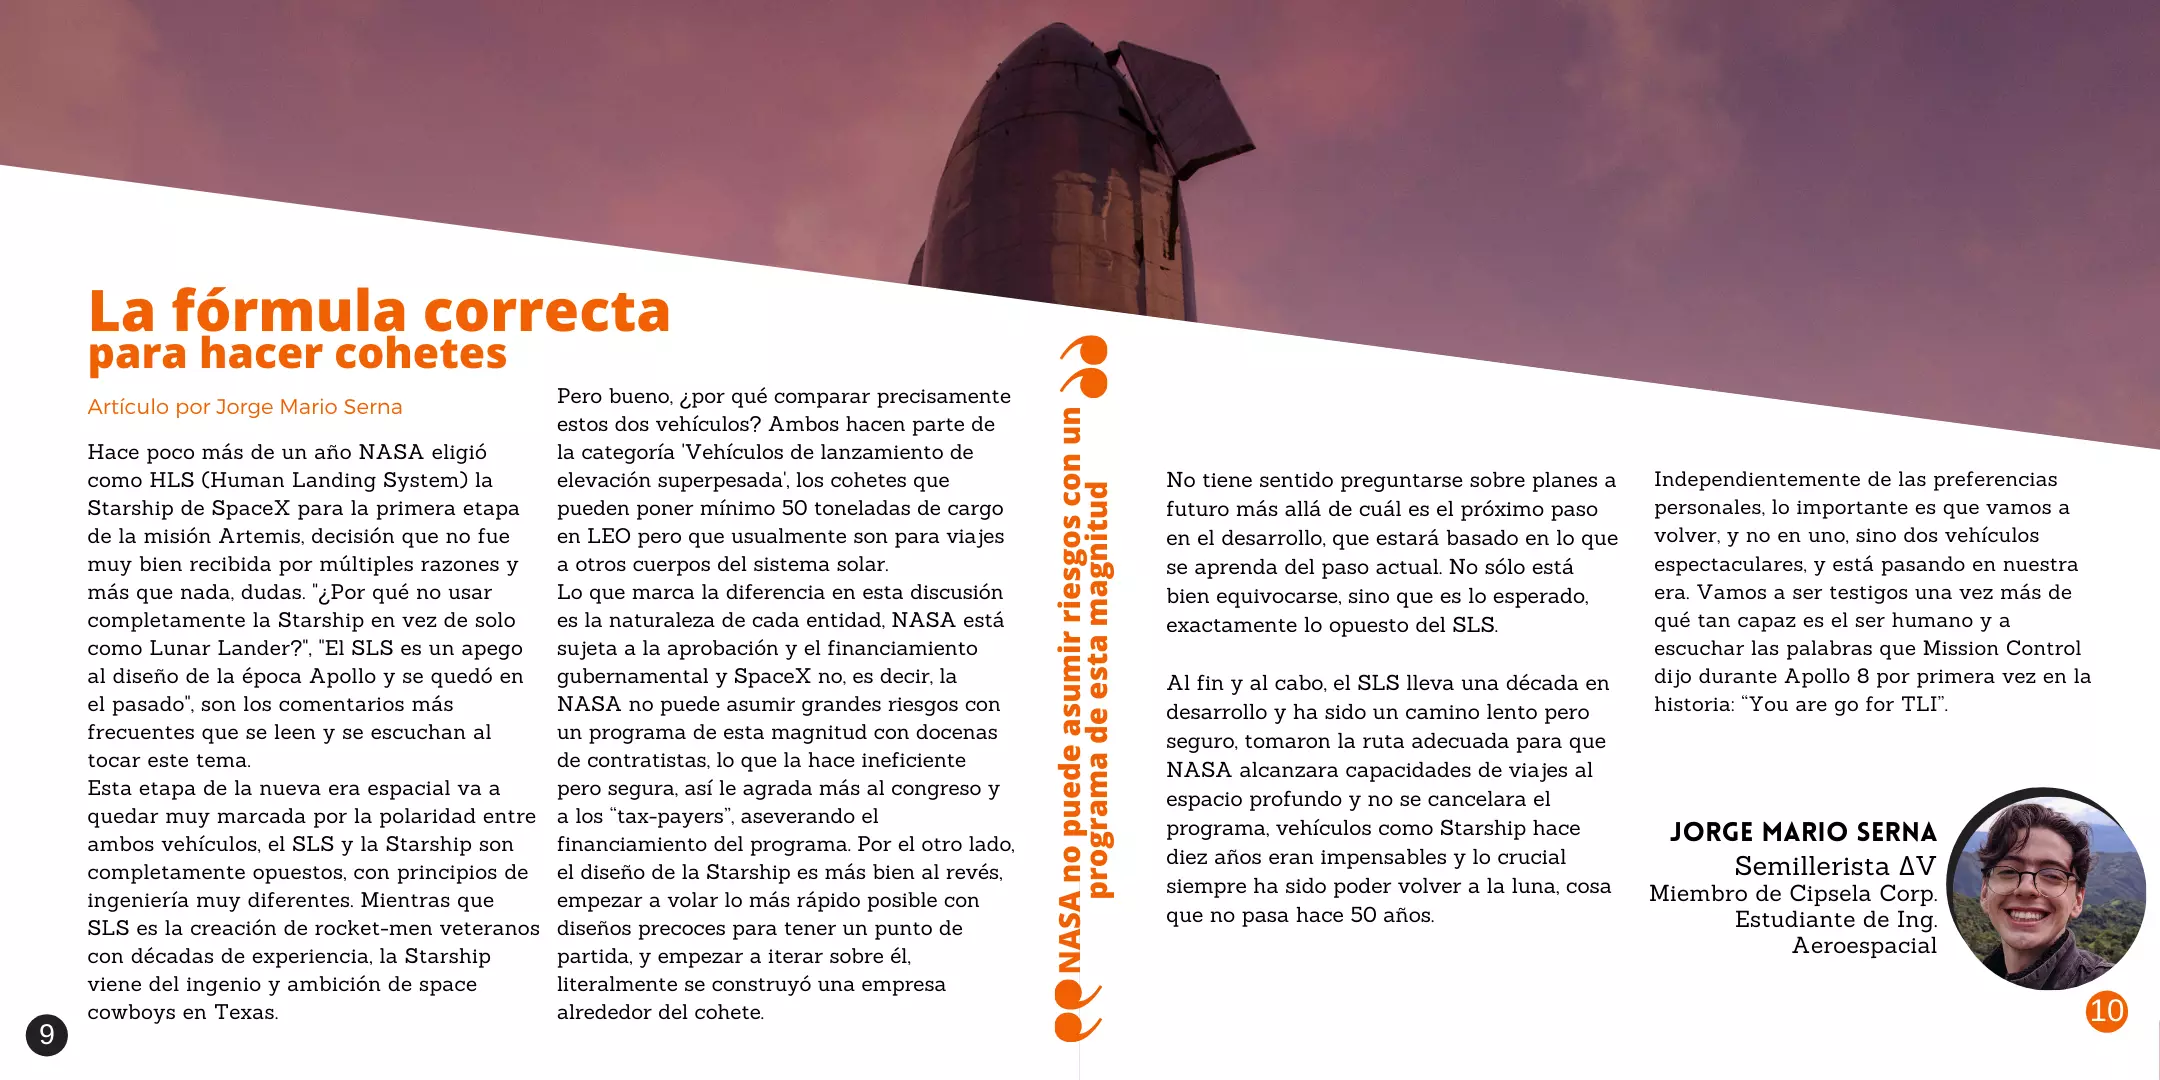 La fórmula correcta
para hacer cohetes
Artículo por Jorge Mario Serna
Hace poco más de un año NASA eligió
como HLS (Human Landing System) la
Starship de SpaceX para la primera etapa
de la misión Artemis, decisión que no fue
muy bien recibida por múltiples razones y
más que nada, dudas. "¿Por qué no usar
completamente la Starship en vez de solo
como Lunar Lander?", "El SLS es un apego
al diseño de la época Apollo y se quedó en
el pasado", son los comentarios más
frecuentes que se leen y se escuchan al
tocar este tema.
Esta etapa de la nueva era espacial va a
quedar muy marcada por la polaridad entre
ambos vehículos, el SLS y la Starship son
completamente opuestos, con principios de
ingeniería muy diferentes. Mientras que
SLS es la creación de rocket-men veteranos
con décadas de experiencia, la Starship
viene del ingenio y ambición de space
cowboys en Texas.
9
Pero bueno, ¿por qué comparar precisamente
estos dos vehículos? Ambos hacen parte de
la categoría 'Vehículos de lanzamiento de
elevación superpesada', los cohetes que
pueden poner mínimo 50 toneladas de cargo
en LEO pero que usualmente son para viajes
a otros cuerpos del sistema solar.
Lo que marca la diferencia en esta discusión
es la naturaleza de cada entidad, NASA está
sujeta a la aprobación y el financiamiento
gubernamental y SpaceX no, es decir, la
NASA no puede asumir grandes riesgos con
un programa de esta magnitud con docenas
de contratistas, lo que la hace ineficiente
pero segura, así le agrada más al congreso y
a los “tax-payers”, aseverando el
financiamiento del programa. Por el otro lado,
el diseño de la Starship es más bien al revés,
empezar a volar lo más rápido posible con
diseños precoces para tener un punto de
partida, y empezar a iterar sobre él,
literalmente se construyó una empresa
alrededor del cohete.
“NASA no puede asumir riesgos con un
programa de esta magnitud”
No tiene sentido preguntarse sobre planes a
futuro más allá de cuál es el próximo paso
en el desarrollo, que estará basado en lo que
se aprenda del paso actual. No sólo está
bien equivocarse, sino que es lo esperado,
exactamente lo opuesto del SLS.
Al fin y al cabo, el SLS lleva una década en
desarrollo y ha sido un camino lento pero
seguro, tomaron la ruta adecuada para que
NASA alcanzara capacidades de viajes al
espacio profundo y no se cancelara el
programa, vehículos como Starship hace
diez años eran impensables y lo crucial
siempre ha sido poder volver a la luna, cosa
que no pasa hace 50 años.
Independientemente de las preferencias
personales, lo importante es que vamos a
volver, y no en uno, sino dos vehículos
espectaculares, y está pasando en nuestra
era. Vamos a ser testigos una vez más de
qué tan capaz es el ser humano y a
escuchar las palabras que Mission Control
dijo durante Apollo 8 por primera vez en la
historia: “You are go for TLI”.
JORGE MARIO SERNA
Semillerista ΔV
Miembro de Cipsela Corp.
Estudiante de Ing.
Aeroespacial
10